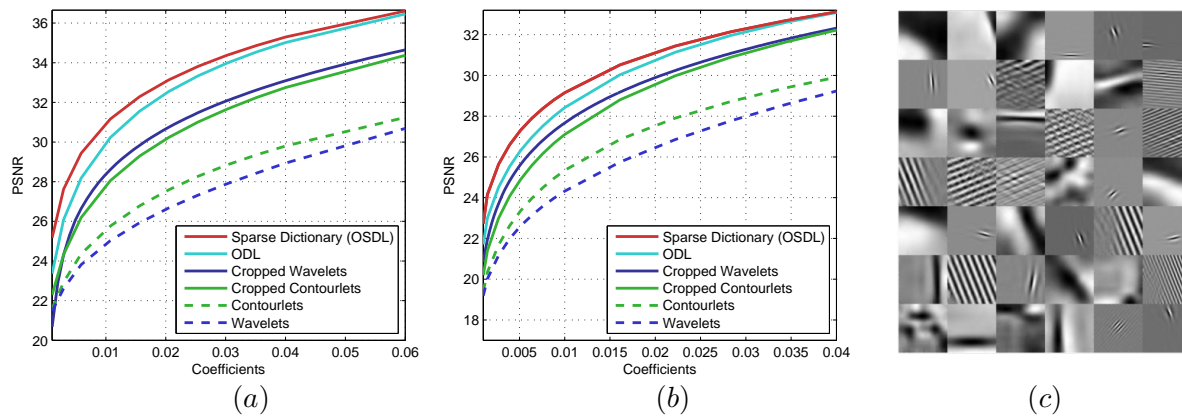 36
34
32
30
28
26
24
22
20
PSNR
0.01 0.02 0.03 0.04 0.05 0.06
Coefficients
Sparse Dictionary (OSDL)
ODL
Cropped Wavelets
Cropped Contourlets
Contourlets
Wavelets
(a)
32
30
28
26
24
22
20
18
PSNR
0.005 0.01 0.015 0.02 0.025 0.03 0.035 0.04
Coefficients
Sparse Dictionary (OSDL)
ODL
Cropped Wavelets
Cropped Contourlets
Contourlets
Wavelets
(b)
(c)